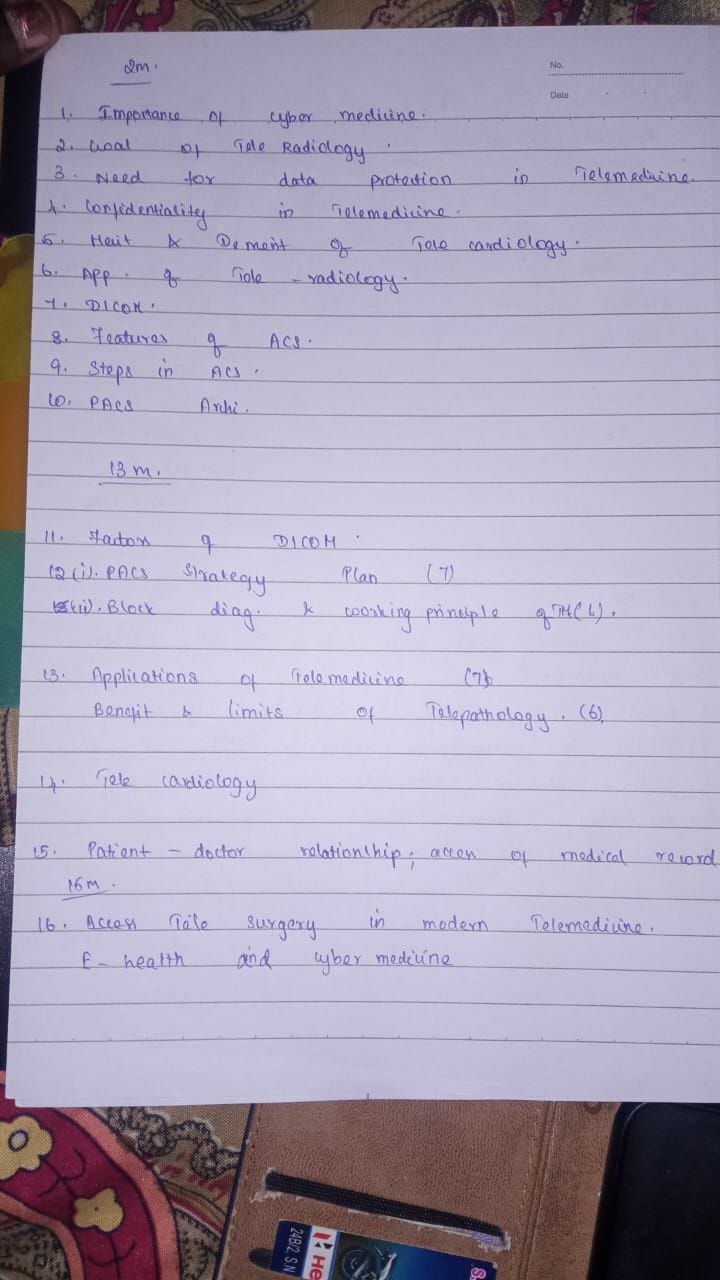 2m.
No.
Date
1. Importance of cyber medicine.
2. Goal of Tele Radiology.
3. Need for data protection in Telemedicine.
4. Confidentiality in Telemedicine.
5. Merit & Demerit of Tele cardiology.
6. App. of Tele-radiology.
7. DICOM.
8. Features of ACS.
9. Steps in ACS.
10. PACS Archi.
13 m.
11. Factors of DICOM.
12 (i). PACS Strategy Plan (7)
(ii). Block diag. & working principle of TM (6).
13. Applications of Telemedicine (7)
Benefit & limits of Telepathology. (6)
14. Tele cardiology
15. Patient - doctor relationship; access of medical record
16m.
16. Access Tele surgery in modern Telemedicine.
E-health and cyber medicine
24B/2, S.N
HE